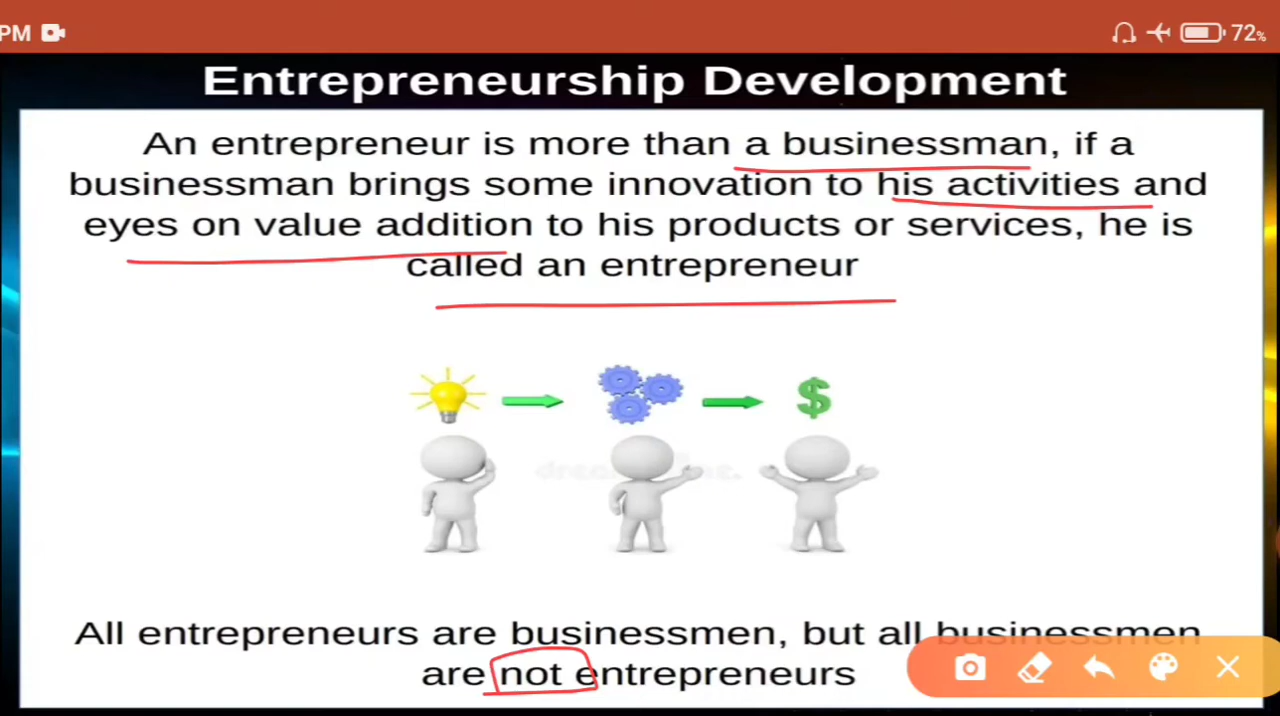 PM
72%
Entrepreneurship Development
An entrepreneur is more than a businessman, if a
businessman brings some innovation to his activities and
eyes on value addition to his products or services, he is
called an entrepreneur
$
All entrepreneurs are businessmen, but all businessmen
are not entrepreneurs